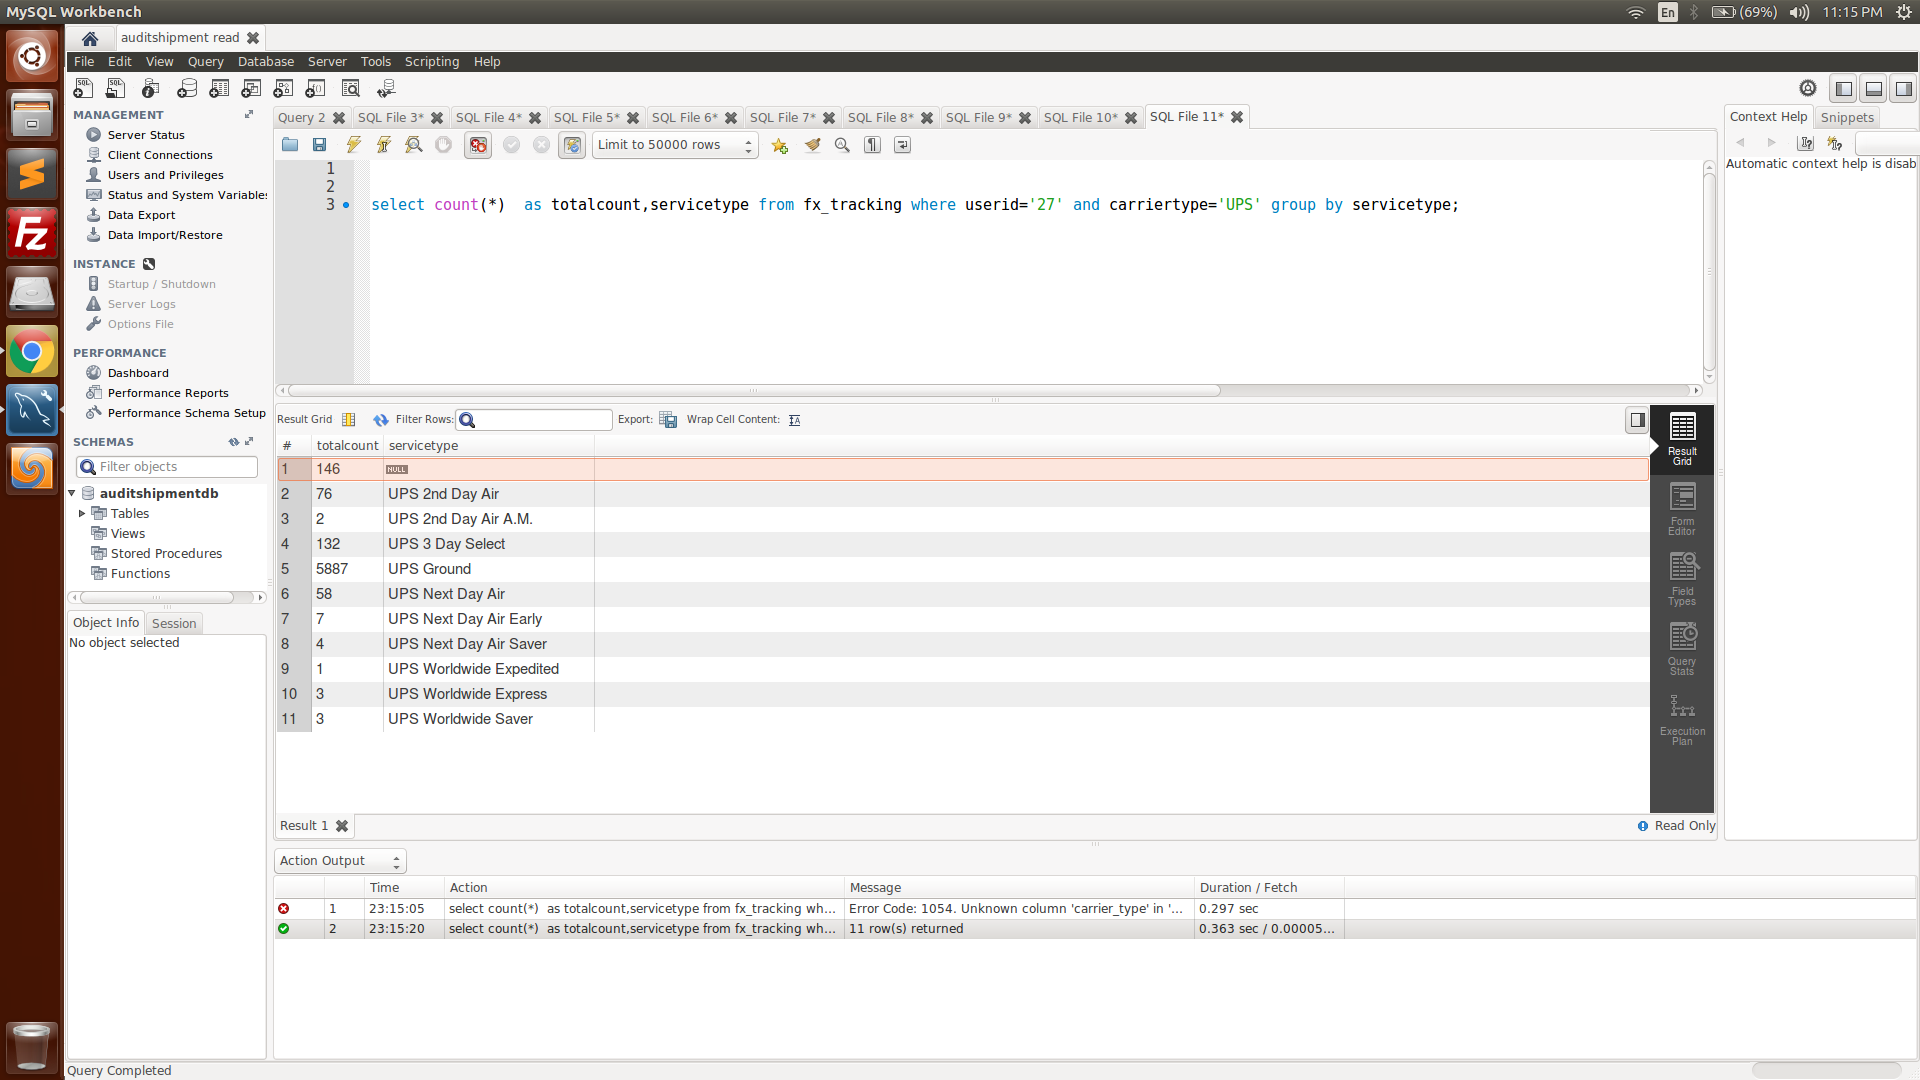 MySQL Workbench
En (69%) 11:15 PM
auditshipment read
File Edit View Query Database Server Tools Scripting Help
MANAGEMENT
Server Status
Client Connections
Users and Privileges
Status and System Variable
Data Export
Data Import/Restore
INSTANCE
Startup / Shutdown
Server Logs
Options File
PERFORMANCE
Dashboard
Performance Reports
Performance Schema Setup
SCHEMAS
Filter objects
auditshipmentdb
Tables
Views
Stored Procedures
Functions
Object Info Session
No object selected
Query 2 SQL File 3* SQL File 4* SQL File 5* SQL File 6* SQL File 7* SQL File 8* SQL File 9* SQL File 10* SQL File 11*
Limit to 50000 rows
1
2
3 select count(*)  as totalcount,servicetype from fx_tracking where userid='27' and carriertype='UPS' group by servicetype;
Result Grid Filter Rows: Export: Wrap Cell Content:
# totalcount servicetype
1 146 NULL
2 76 UPS 2nd Day Air
3 2 UPS 2nd Day Air A.M.
4 132 UPS 3 Day Select
5 5887 UPS Ground
6 58 UPS Next Day Air
7 7 UPS Next Day Air Early
8 4 UPS Next Day Air Saver
9 1 UPS Worldwide Expedited
10 3 UPS Worldwide Express
11 3 UPS Worldwide Saver
Result Grid
Form Editor
Field Types
Query Stats
Execution Plan
Result 1 Read Only
Context Help Snippets
Automatic context help is disab
Action Output
Time Action Message Duration / Fetch
1 23:15:05 select count(*)  as totalcount,servicetype from fx_tracking wh... Error Code: 1054. Unknown column 'carrier_type' in '... 0.297 sec
2 23:15:20 select count(*)  as totalcount,servicetype from fx_tracking wh... 11 row(s) returned 0.363 sec / 0.00005...
Query Completed